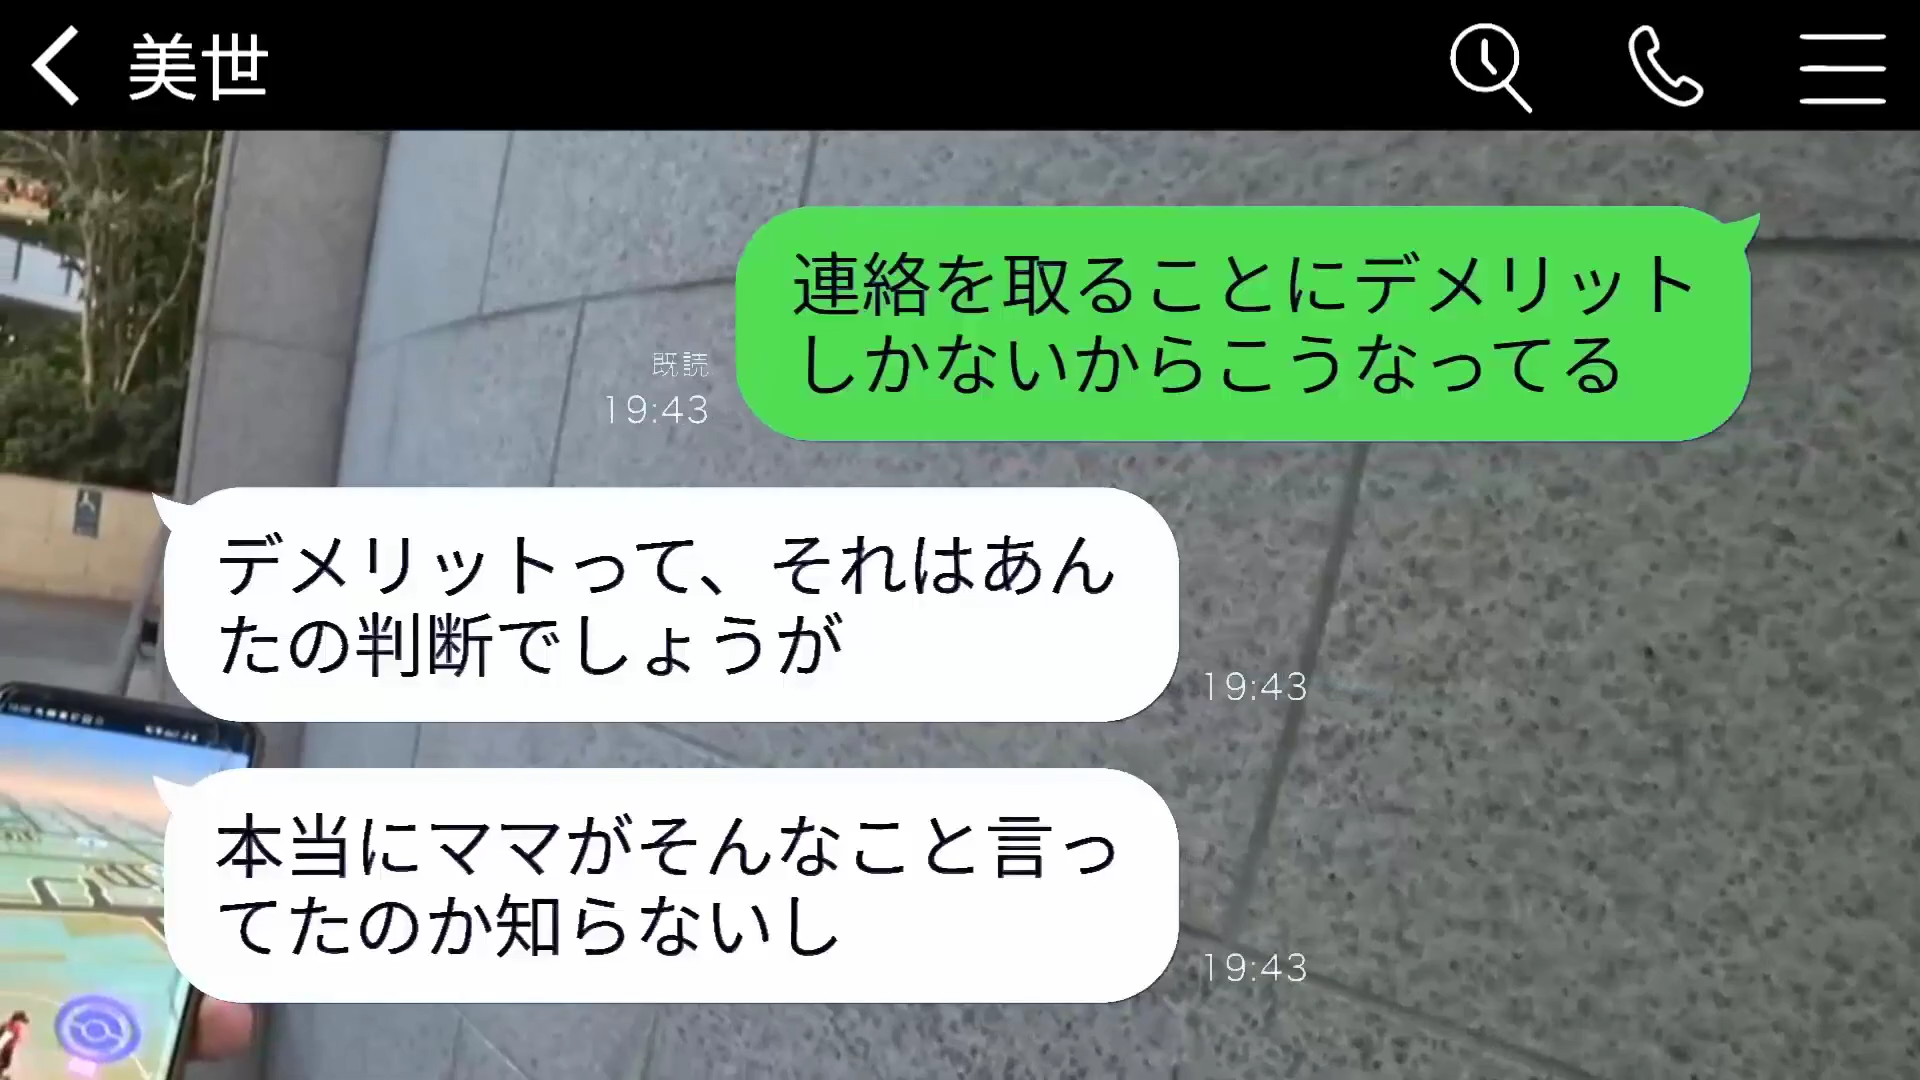 美世
連絡を取ることにデメリット
しかないからこうなってる
既読
19:43
デメリットって、それはあん
たの判断でしょうが
19:43
本当にママがそんなこと言っ
てたのか知らないし
19:43